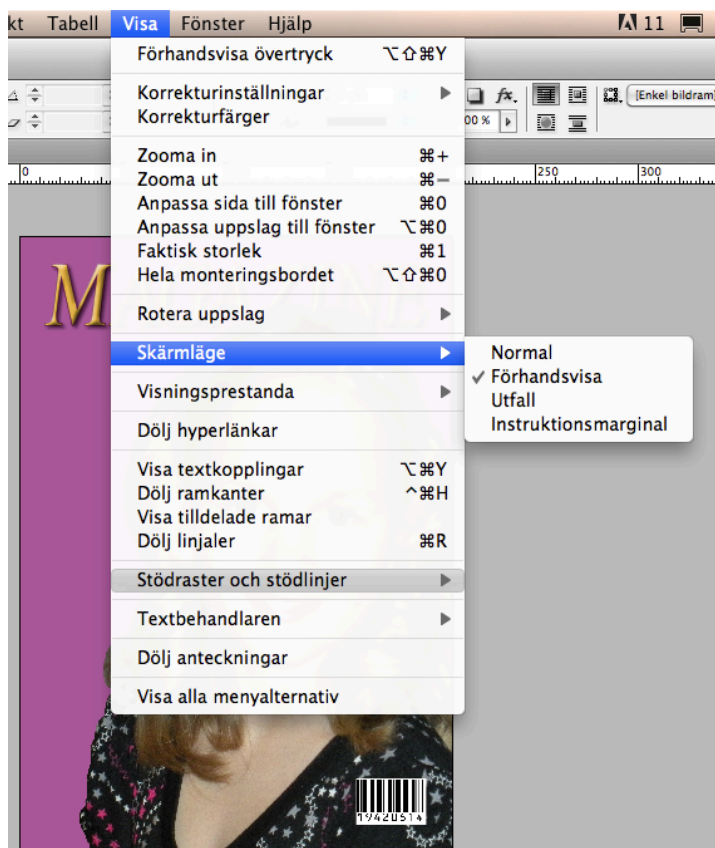 kt Tabell Visa Fönster Hjälp 11
Förhandsvisa övertryck ⌥⇧⌘Y
Korrekturinställningar
Korrekturfärger
fx. [Enkel bildram]
00 %
Zooma in ⌘+
Zooma ut ⌘−
0 250 300
Anpassa sida till fönster ⌘0
Anpassa uppslag till fönster ⌥⌘0
Faktisk storlek ⌘1
Hela monteringsbordet ⌥⇧⌘0
Rotera uppslag
Skärmläge
Normal
Förhandsvisa
Utfall
Instruktionsmarginal
Visningsprestanda
Dölj hyperlänkar
Visa textkopplingar ⌥⌘Y
Dölj ramkanter ^⌘H
Visa tilldelade ramar
Dölj linjaler ⌘R
Stödraster och stödlinjer
Textbehandlaren
Dölj anteckningar
Visa alla menyalternativ
19420614